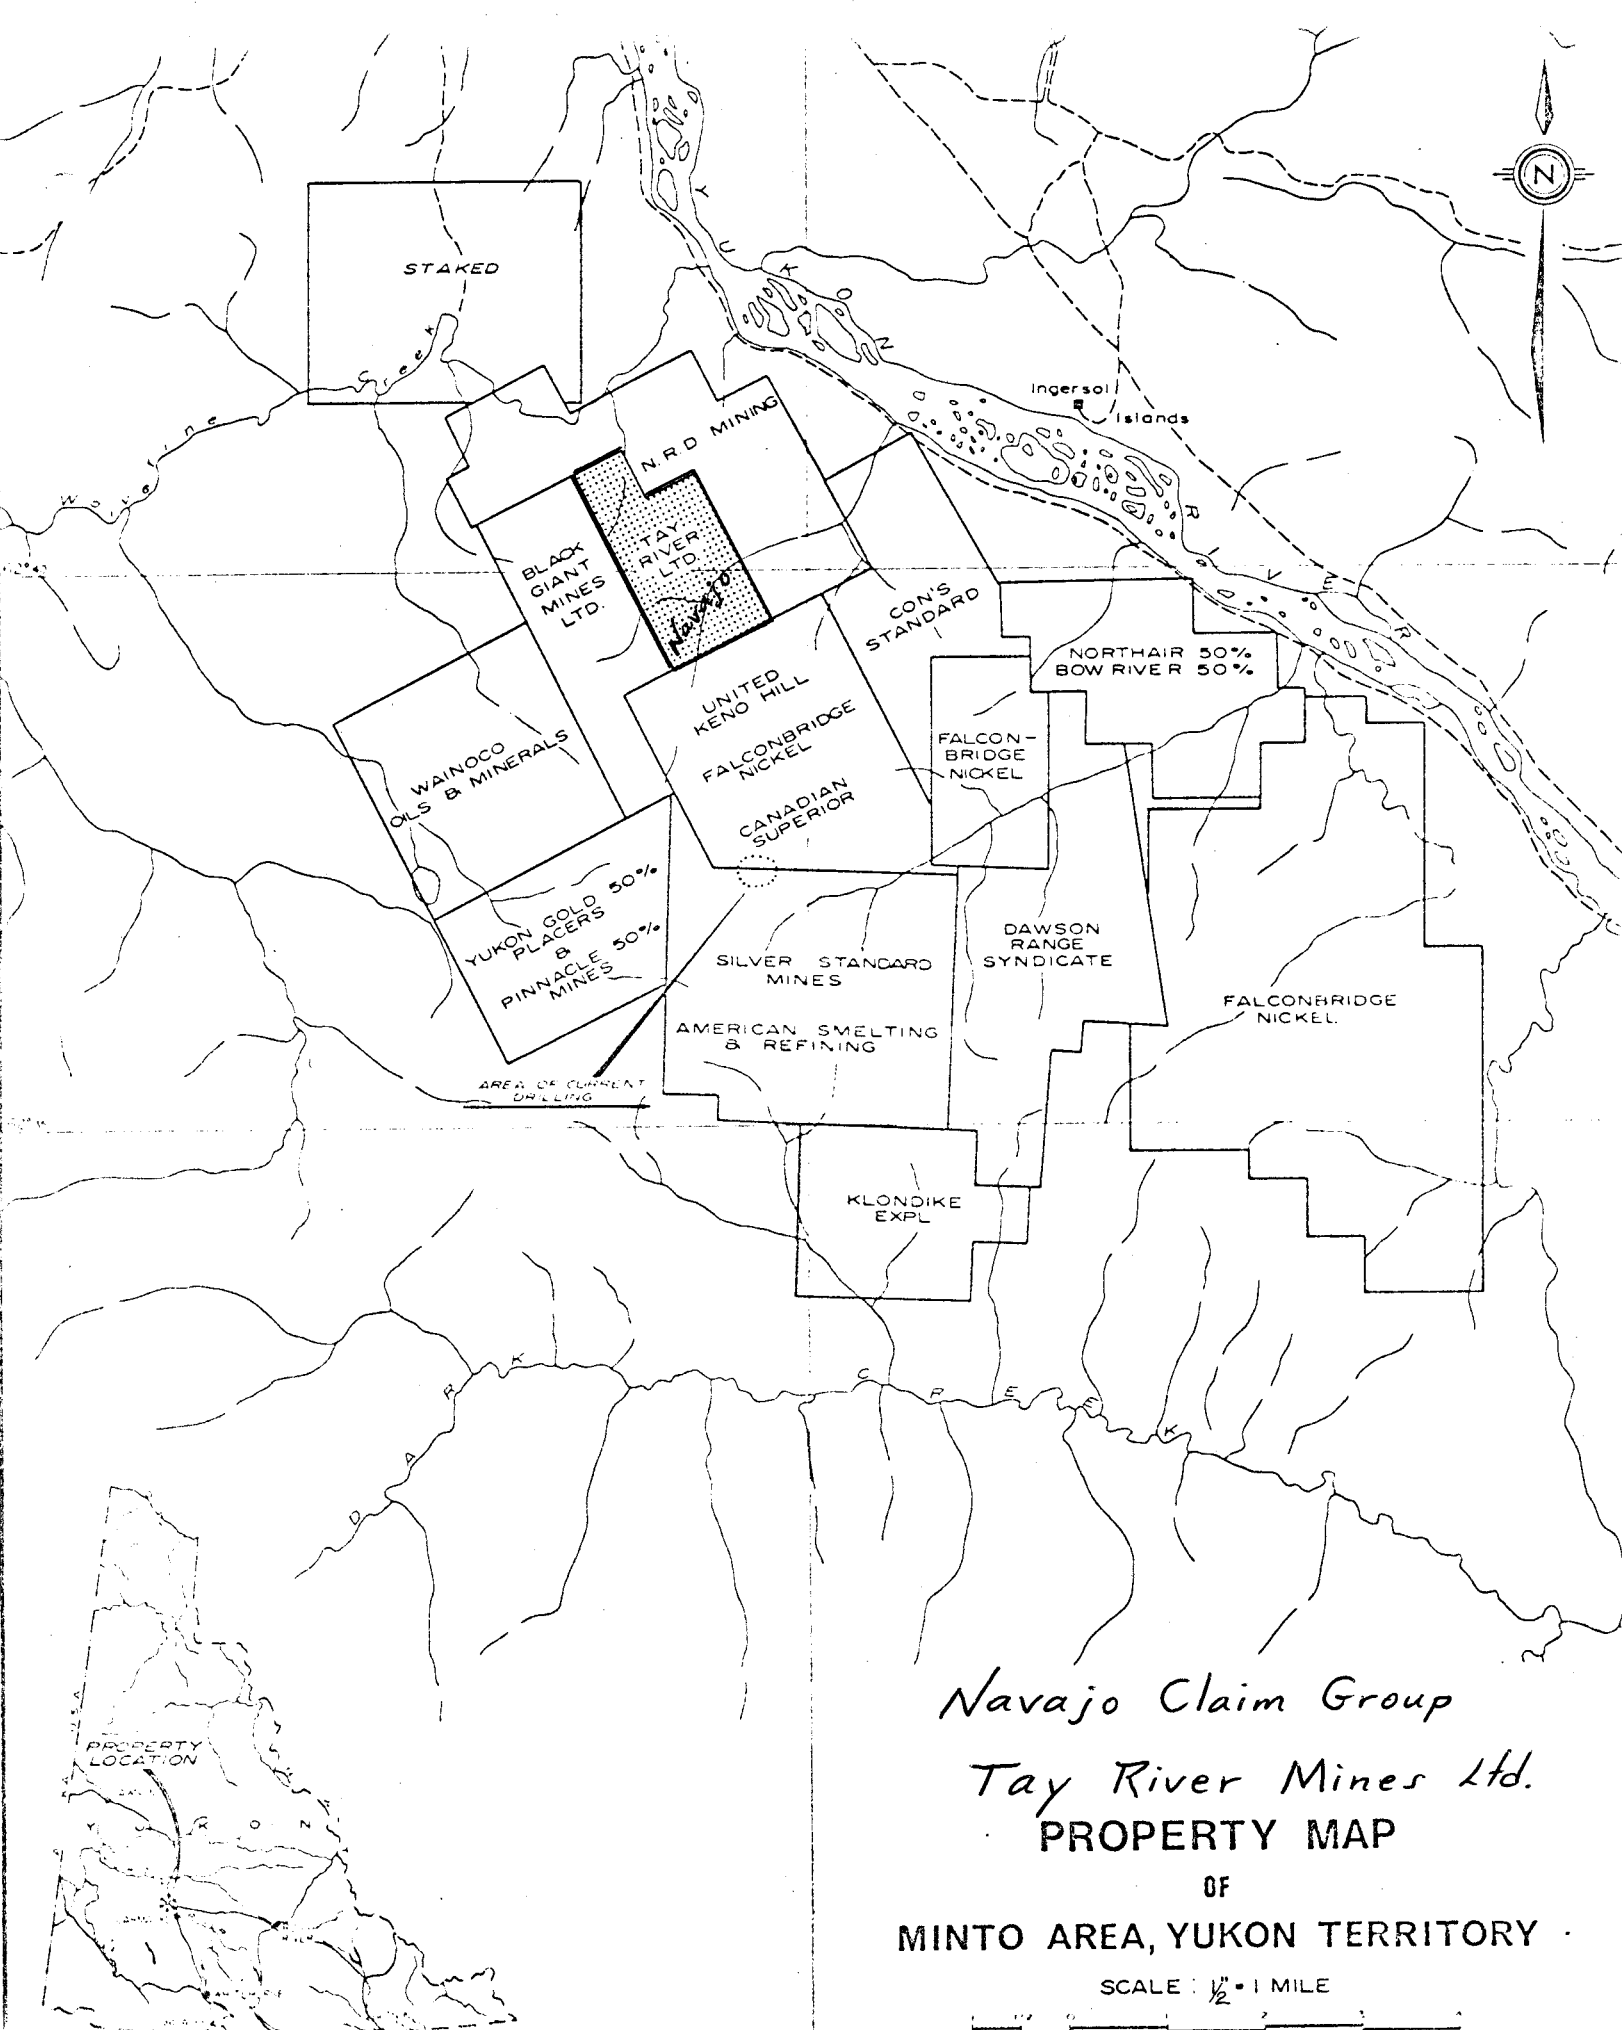 N
STAKED
YUKON RIVER
Wolverine Creek
Ingersol
Islands
N.R.D MINING
TAY
RIVER
LTD.
Navajo
BLACK
GIANT
MINES
LTD.
CON'S
STANDARD
NORTHAIR 50%
BOW RIVER 50%
UNITED
KENO HILL
FALCONBRIDGE
NICKEL
CANADIAN
SUPERIOR
FALCON-
BRIDGE
NICKEL
WAINOCO
OILS & MINERALS
YUKON GOLD 50%
PLACERS
&
PINNACLE 50%
MINES
SILVER STANDARD
MINES
AMERICAN SMELTING
& REFINING
DAWSON
RANGE
SYNDICATE
FALCONBRIDGE
NICKEL.
AREA OF CURRENT
DRILLING
KLONDIKE
EXPL
DARK CREEK
PROPERTY
LOCATION
YUKON
Navajo Claim Group
Tay River Mines Ltd.
PROPERTY MAP
OF
MINTO AREA, YUKON TERRITORY
SCALE : ½" = 1 MILE